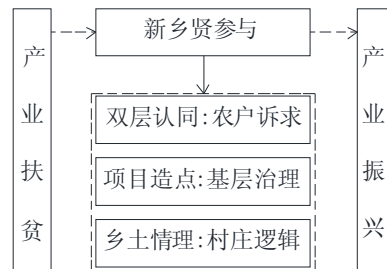 新乡贤参与
产业扶贫
双层认同:农户诉求
项目造点:基层治理
乡土情理:村庄逻辑
产业振兴